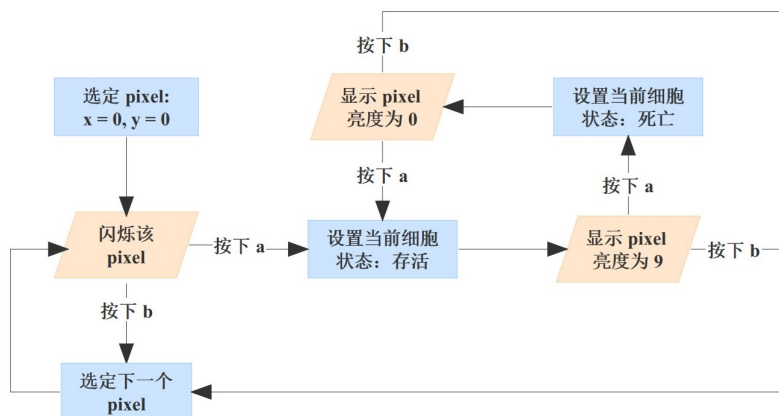 按下 b
选定 pixel:
x = 0, y = 0
显示 pixel
亮度为 0
设置当前细胞
状态：死亡
按下 a
按下 a
闪烁该
pixel
按下 a
设置当前细胞
状态：存活
显示 pixel
亮度为 9
按下 b
按下 b
选定下一个
pixel